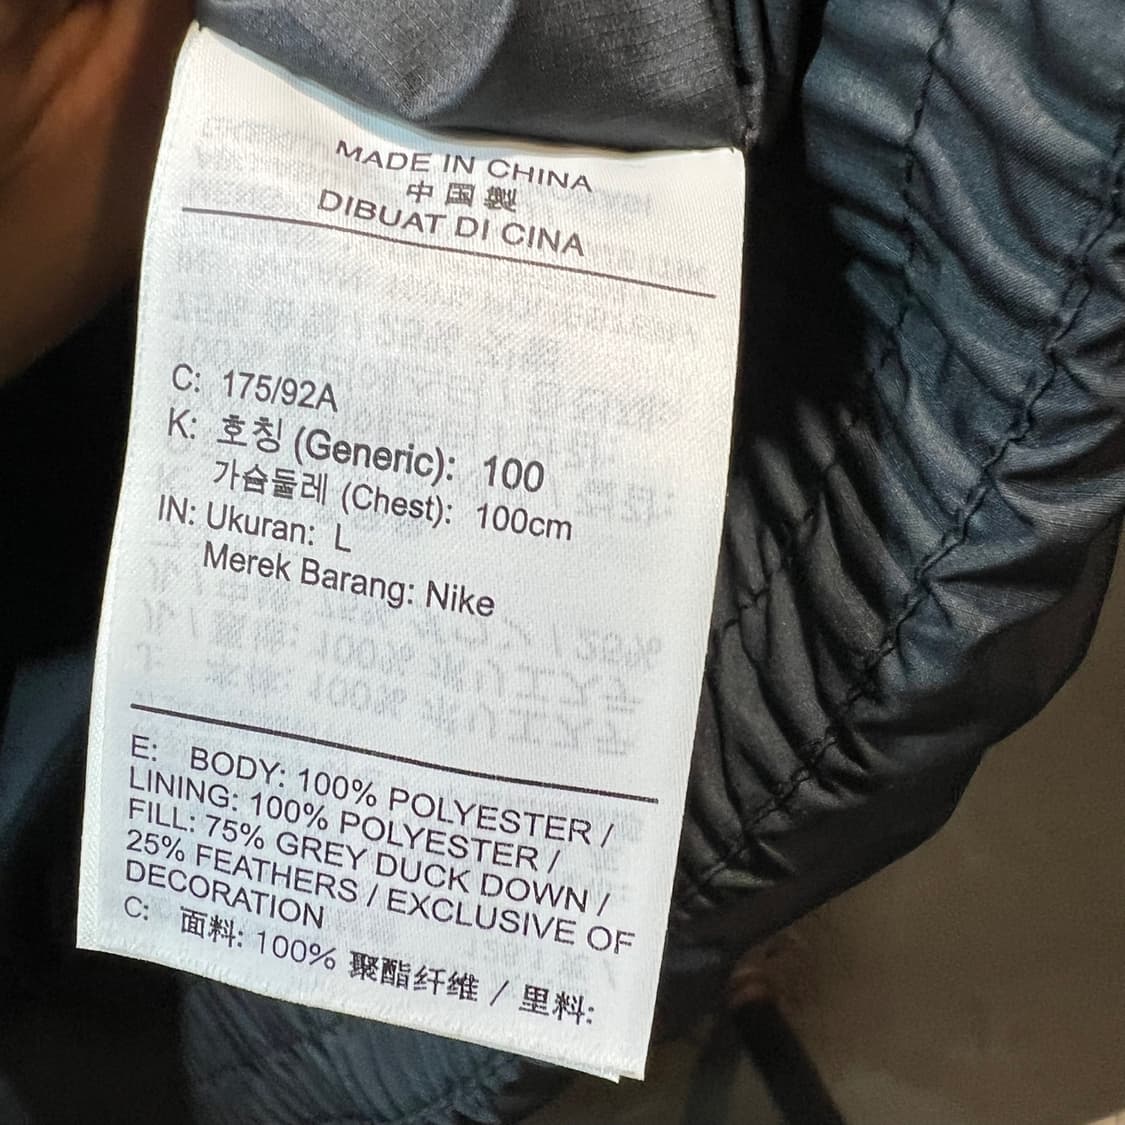 MADE IN CHINA
中国製
DIBUAT DI CINA
C: 175/92A
K: 호칭 (Generic): 100
가슴둘레 (Chest): 100cm
IN: Ukuran: L
Merek Barang: Nike
E: BODY: 100% POLYESTER /
LINING: 100% POLYESTER /
FILL: 75% GREY DUCK DOWN /
25% FEATHERS / EXCLUSIVE OF
DECORATION
C: 面料: 100% 聚酯纤维 / 里料: